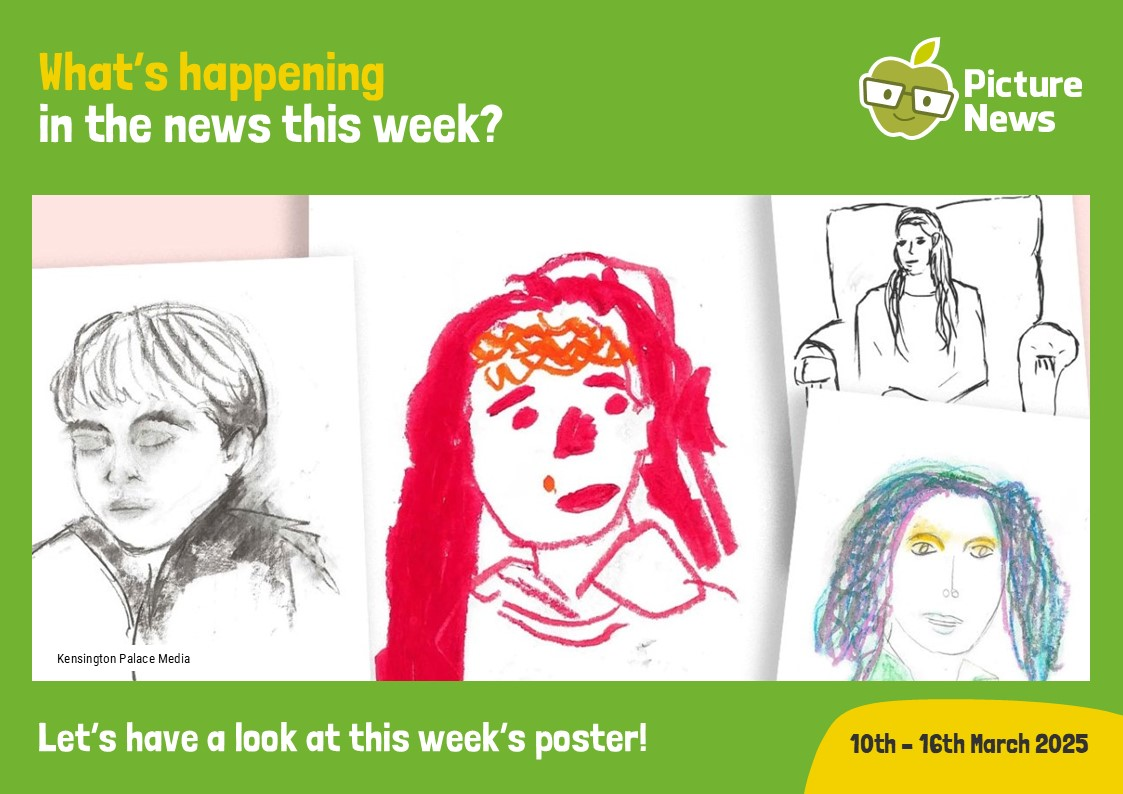 What's happening
in the news this week?
Picture
News
Kensington Palace Media
Let's have a look at this week's poster!
10th - 16th March 2025